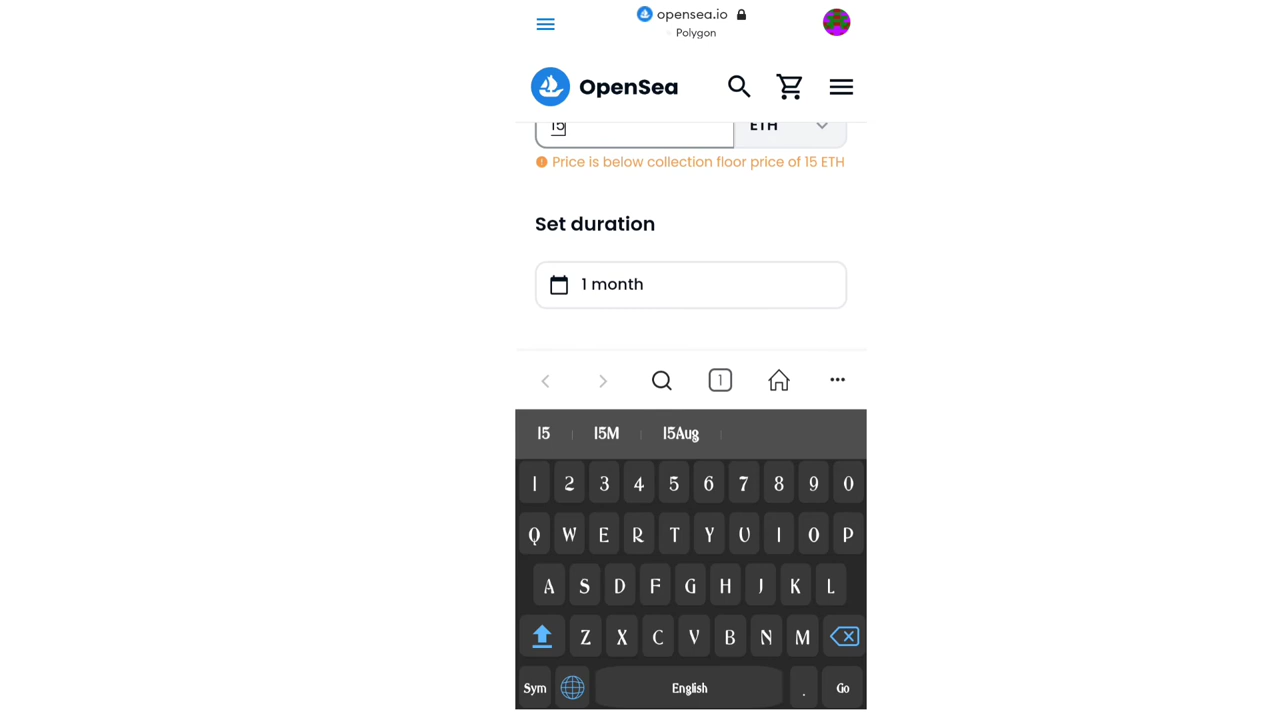 opensea.io
Polygon
OpenSea
15 ETH
Price is below collection floor price of 15 ETH
Set duration
1 month
1
15 15M 15Aug
1 2 3 4 5 6 7 8 9 0
Q W E R T Y U I O P
A S D F G H J K L
Z X C V B N M
Sym English . Go